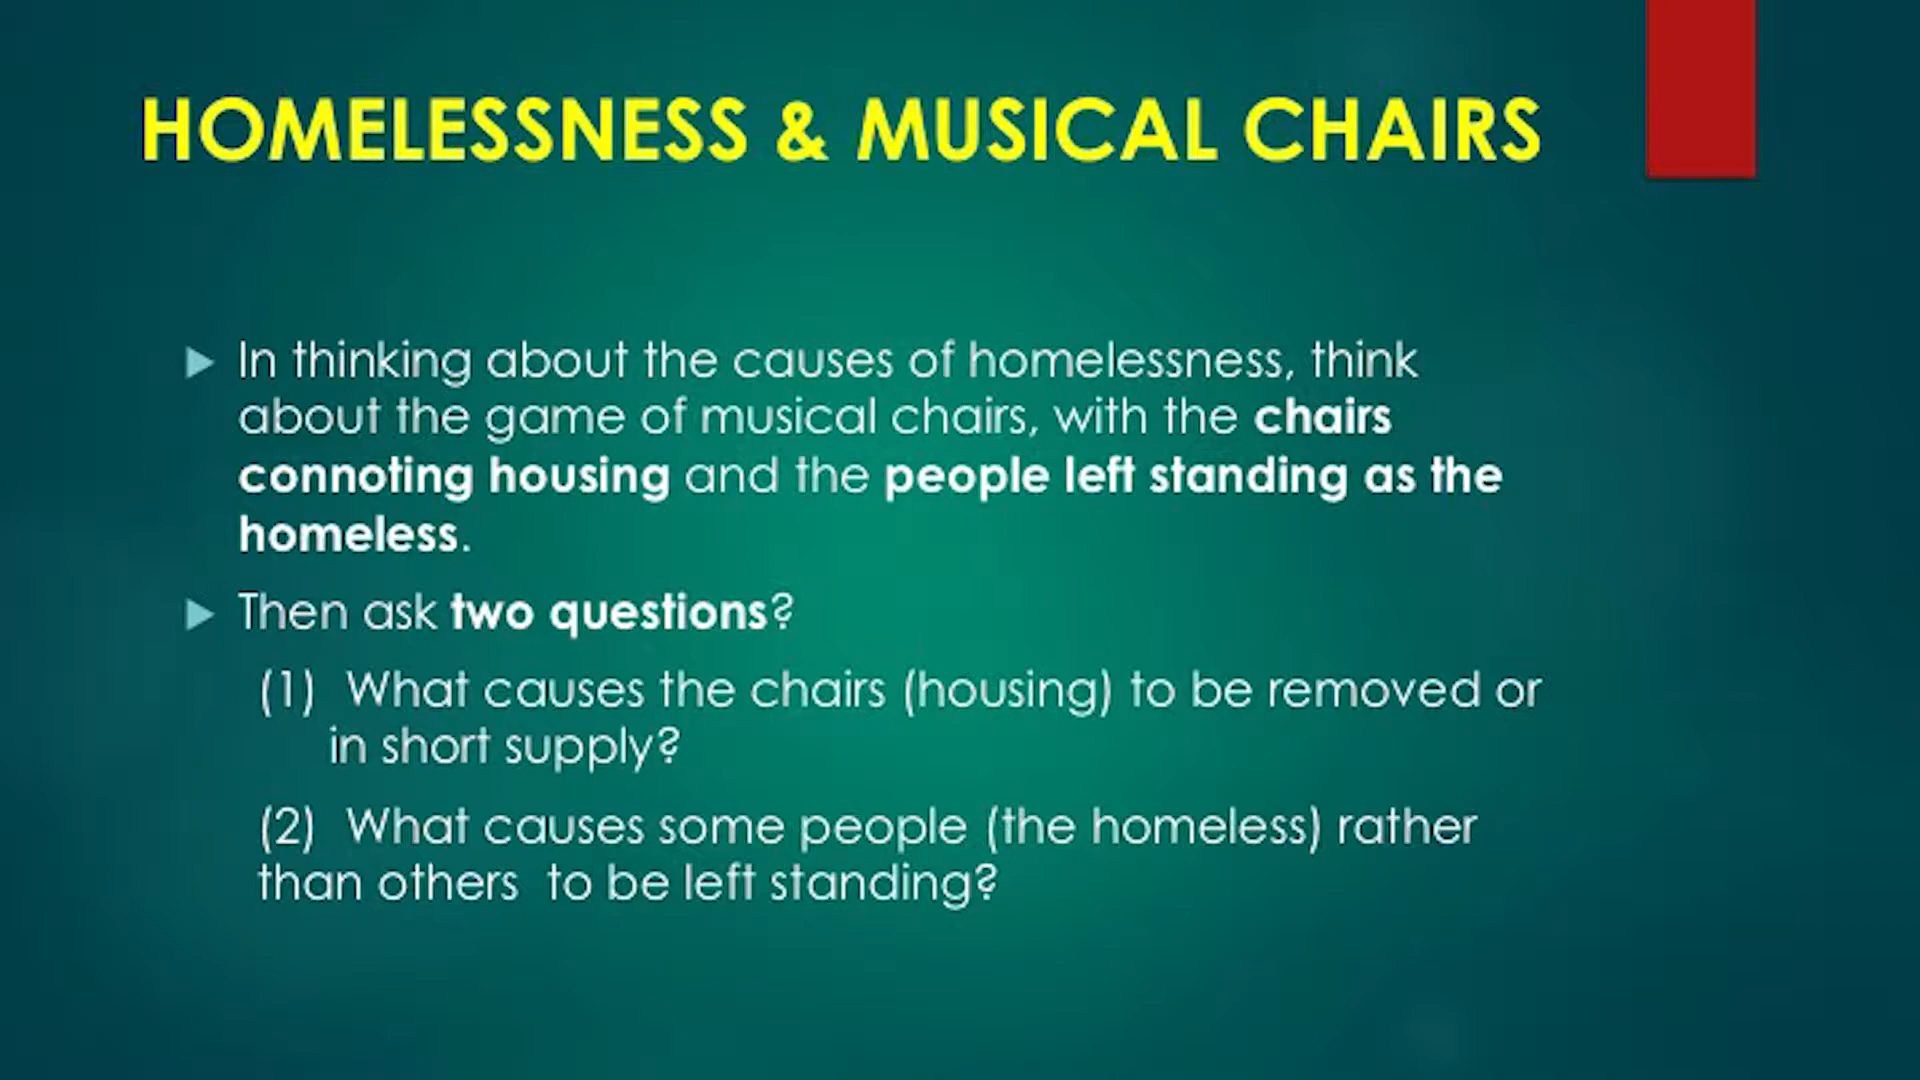 HOMELESSNESS & MUSICAL CHAIRS
In thinking about the causes of homelessness, think
about the game of musical chairs, with the chairs
connoting housing and the people left standing as the
homeless.
Then ask two questions?
(1) What causes the chairs (housing) to be removed or
in short supply?
(2) What causes some people (the homeless) rather
than others to be left standing?